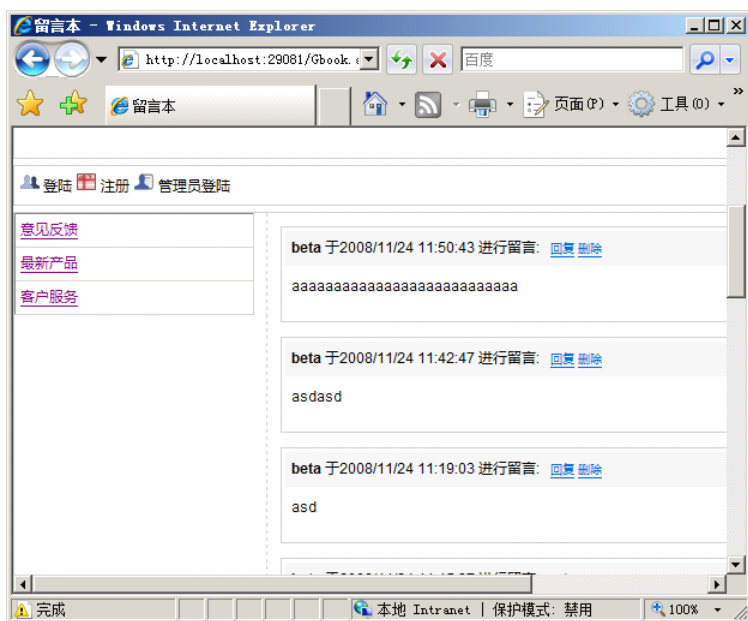 留言本 - Windows Internet Explorer
http://localhost:29081/Gbook.
百度
留言本
页面(P)
工具(O)
»
登陆 注册 管理员登陆
意见反馈
最新产品
客户服务
beta 于2008/11/24 11:50:43 进行留言: 回复 删除
aaaaaaaaaaaaaaaaaaaaaaaaaaa
beta 于2008/11/24 11:42:47 进行留言: 回复 删除
asdasd
beta 于2008/11/24 11:19:03 进行留言: 回复 删除
asd
完成
本地 Intranet | 保护模式: 禁用
100%